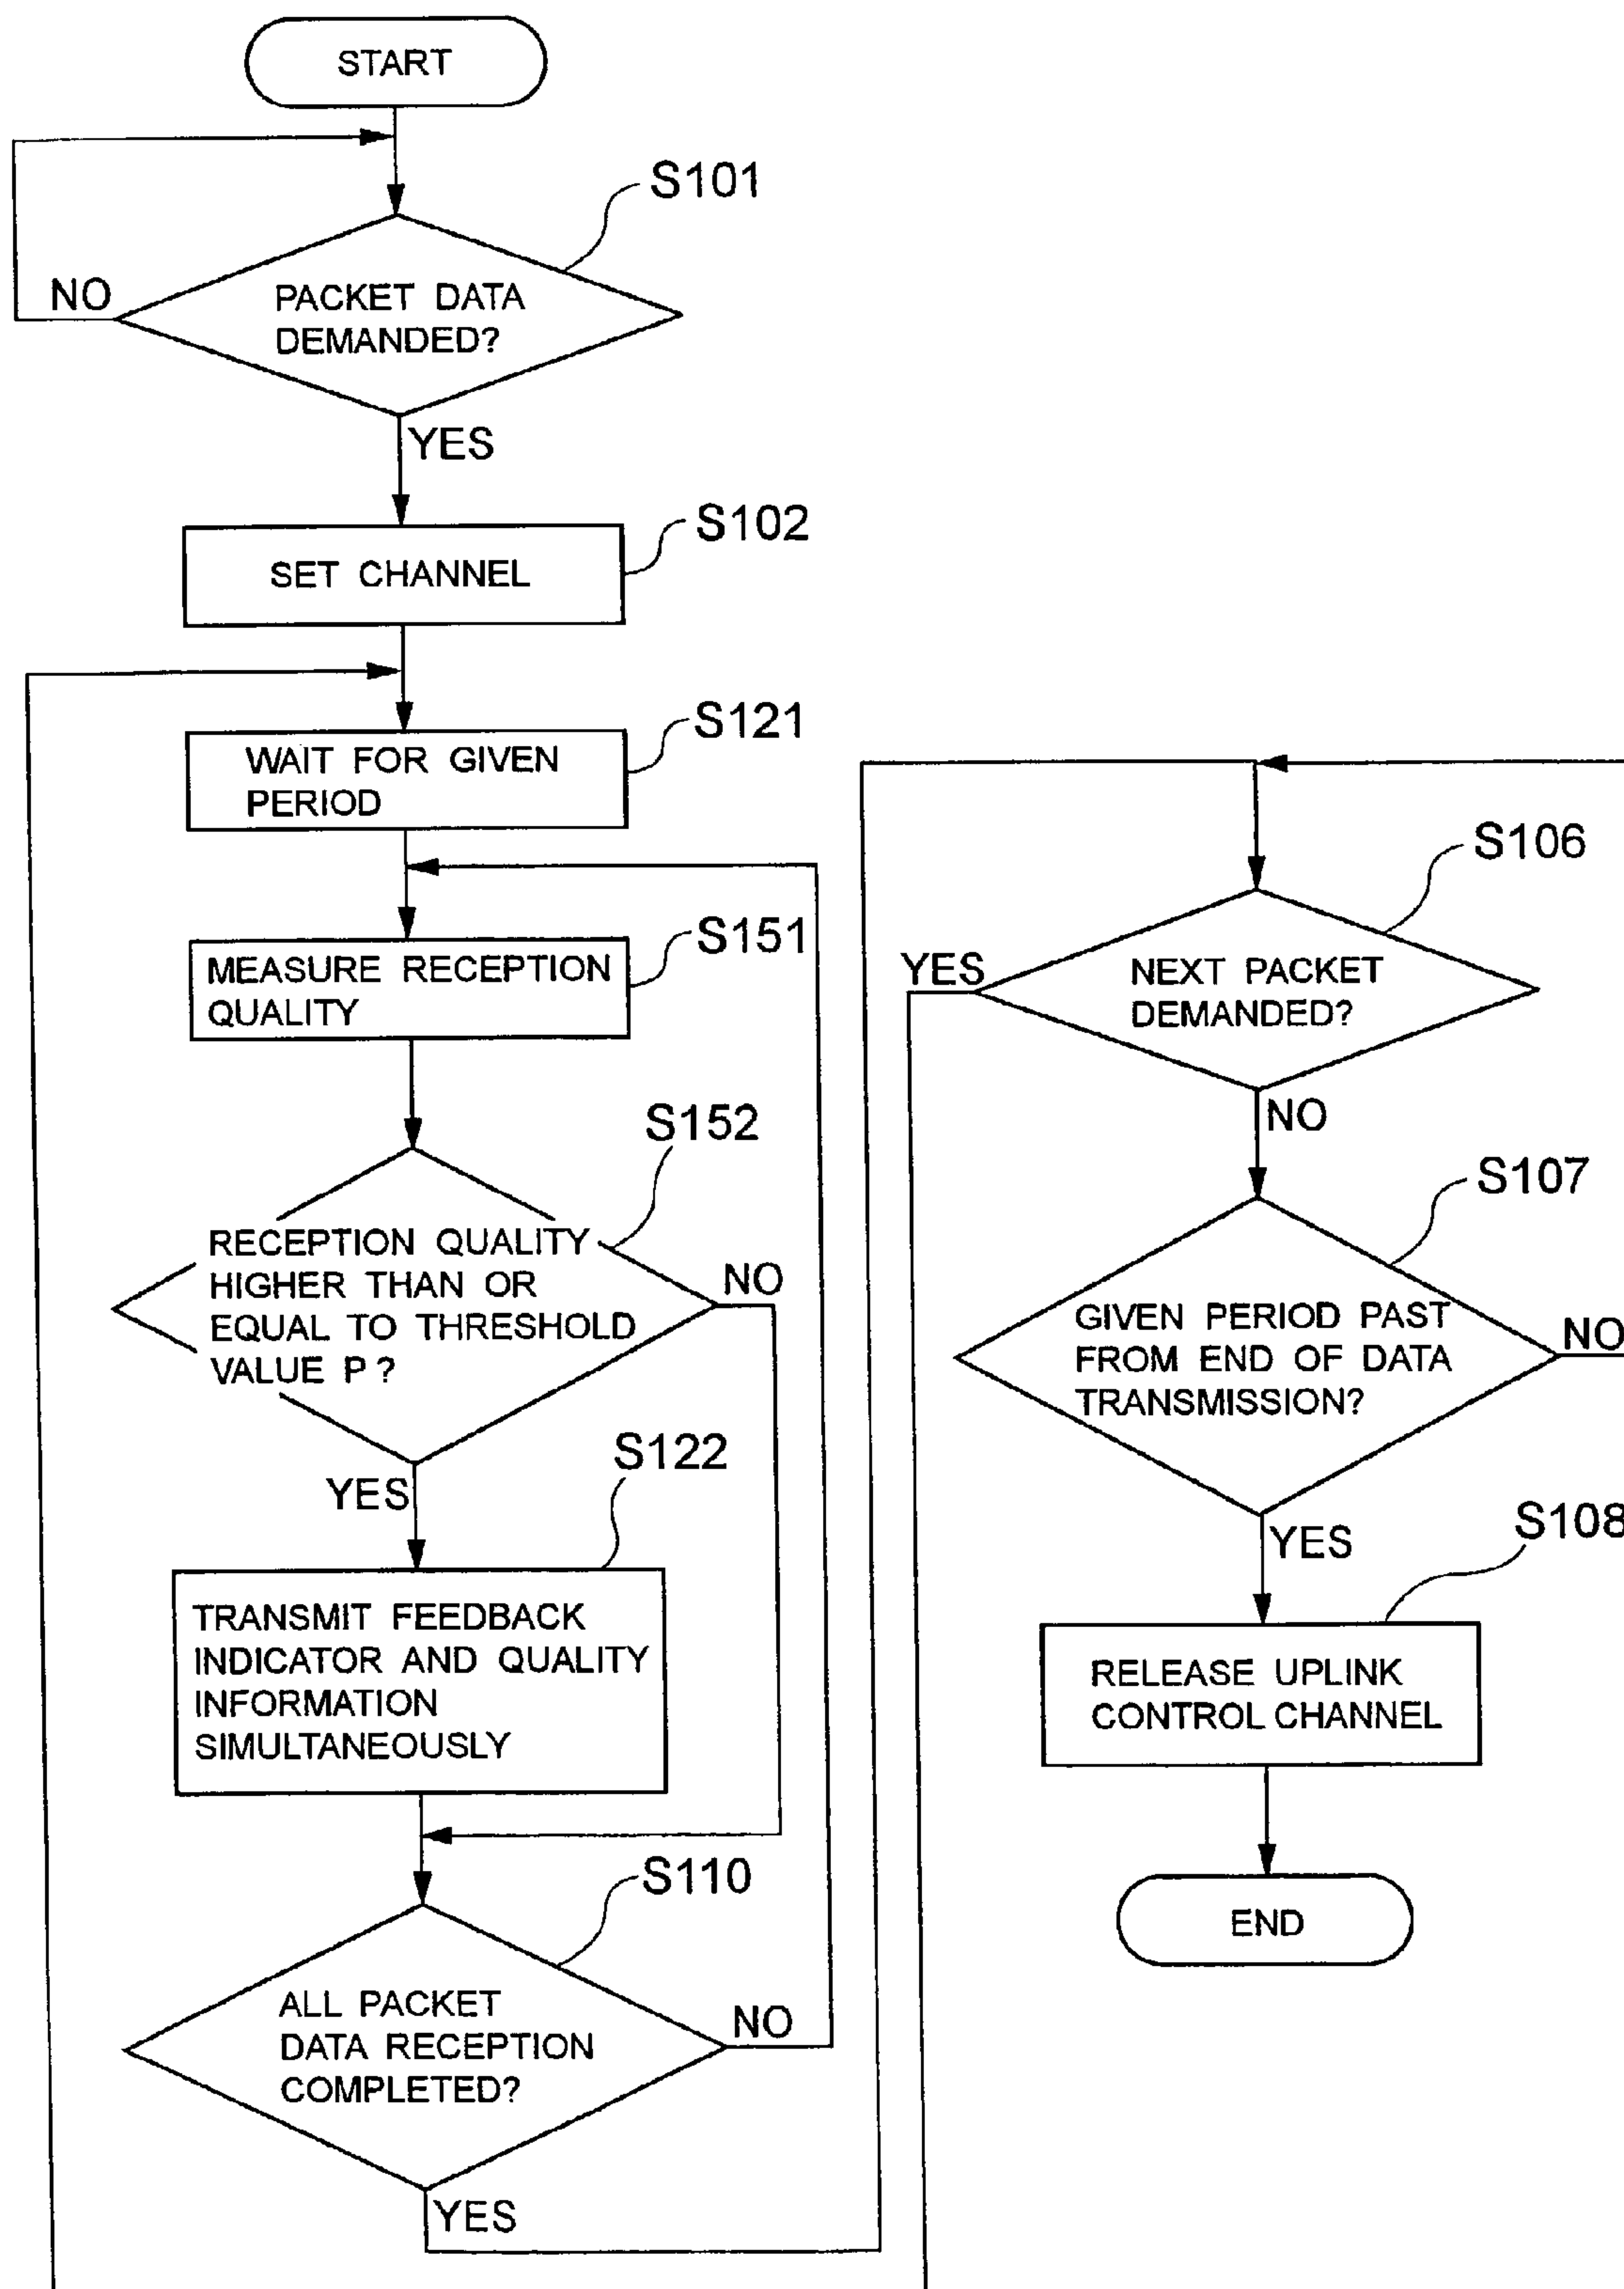 START
S101
NO
PACKET DATA
DEMANDED?
YES
S102
SET CHANNEL
S121
WAIT FOR GIVEN
PERIOD
S151
MEASURE RECEPTION
QUALITY
S152
RECEPTION QUALITY
HIGHER THAN OR
EQUAL TO THRESHOLD
VALUE P ?
NO
YES
S122
TRANSMIT FEEDBACK
INDICATOR AND QUALITY
INFORMATION
SIMULTANEOUSLY
S110
ALL PACKET
DATA RECEPTION
COMPLETED?
NO
YES
S106
YES
NEXT PACKET
DEMANDED?
NO
S107
GIVEN PERIOD PAST
FROM END OF DATA
TRANSMISSION?
NO
YES
S108
RELEASE UPLINK
CONTROL CHANNEL
END